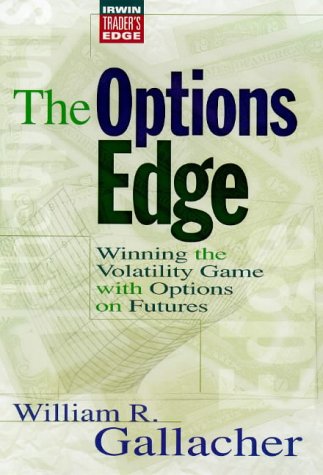 IRWIN
TRADER'S
EDGE
The Options
Edge
Winning the
Volatility Game
with Options
on Futures
William R.
Gallacher